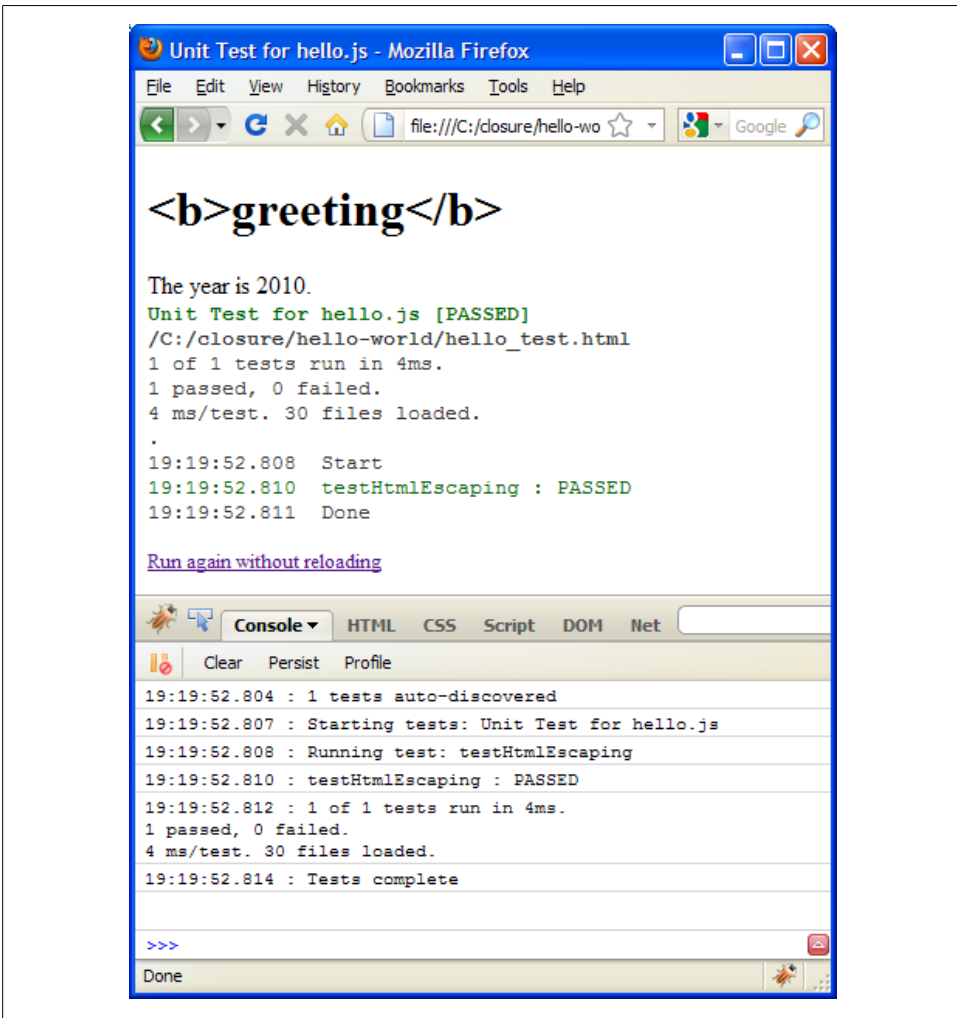 Unit Test for hello.js - Mozilla Firefox
File Edit View History Bookmarks Tools Help
file:///C:/closure/hello-wo Google
<b>greeting</b>
The year is 2010.
Unit Test for hello.js [PASSED]
/C:/closure/hello-world/hello_test.html
1 of 1 tests run in 4ms.
1 passed, 0 failed.
4 ms/test. 30 files loaded.
.
19:19:52.808  Start
19:19:52.810  testHtmlEscaping : PASSED
19:19:52.811  Done
Run again without reloading
Console HTML CSS Script DOM Net
Clear Persist Profile
19:19:52.804 : 1 tests auto-discovered
19:19:52.807 : Starting tests: Unit Test for hello.js
19:19:52.808 : Running test: testHtmlEscaping
19:19:52.810 : testHtmlEscaping : PASSED
19:19:52.812 : 1 of 1 tests run in 4ms.
1 passed, 0 failed.
4 ms/test. 30 files loaded.
19:19:52.814 : Tests complete
>>>
Done